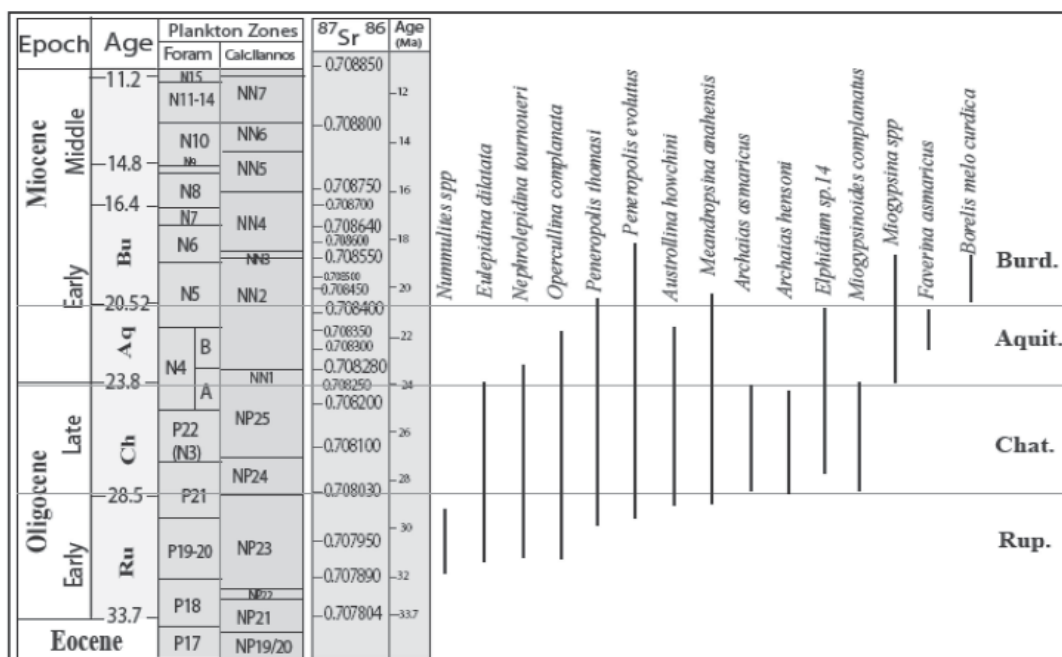 Epoch Age Plankton Zones 87Sr86 Age (Ma)
Foram Calc.Ilannos
Miocene
Middle
Early
Oligocene
Late
Early
Eocene
Bu
Aq
Ch
Ru
11.2
14.8
16.4
20.52
23.8
28.5
33.7
N15
N11-14
N10
N9
N8
N7
N6
N5
N4
B
A
P22
(N3)
P21
P19-20
P18
P17
NN7
NN6
NN5
NN4
NN3
NN2
NN1
NP25
NP24
NP23
NP22
NP21
NP19/20
0.708850
0.708800
0.708750
0.708700
0.708640
0.708600
0.708550
0.708500
0.708450
0.708400
0.708350
0.708300
0.708280
0.708250
0.708200
0.708100
0.708030
0.707950
0.707890
0.707804
12
14
16
18
20
22
24
26
28
30
32
33.7
Nummulites spp
Eulepidina dilatata
Nephrolepidina tournoueri
Opercullina complanata
Peneropolis thomasi
Peneropolis evolutus
Austrollina howchini
Meandropsina anahensis
Archaias asmaricus
Archaias hensoni
Elphidium sp.14
Miogypsinoides complanatus
Miogypsina spp
Faverina asmaricus
Borelis melo curdica
Burd.
Aquit.
Chat.
Rup.